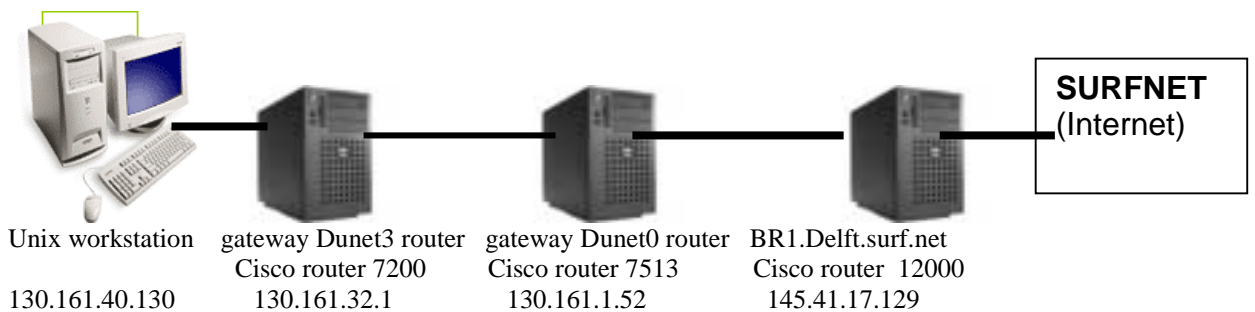 SURFNET
(Internet)
Unix workstation gateway Dunet3 router gateway Dunet0 router BR1.Delft.surf.net
Cisco router 7200 Cisco router 7513 Cisco router 12000
130.161.40.130 130.161.32.1 130.161.1.52 145.41.17.129